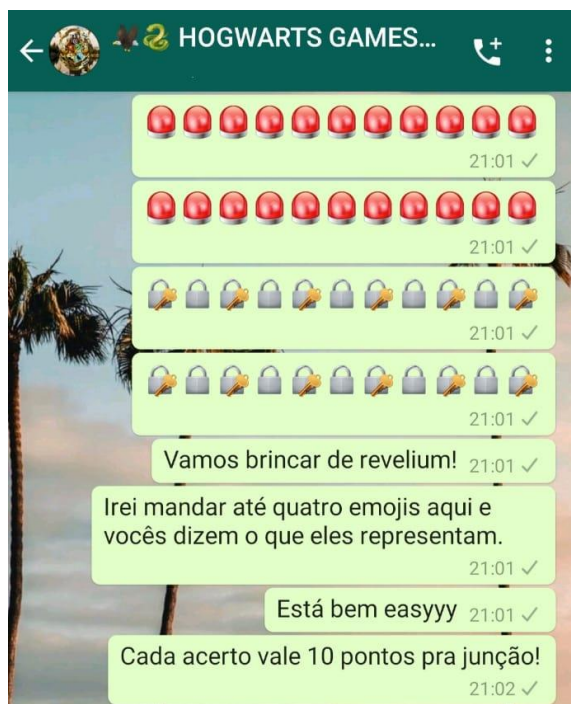 HOGWARTS GAMES...
🚨🚨🚨🚨🚨🚨🚨🚨🚨🚨🚨
21:01
🚨🚨🚨🚨🚨🚨🚨🚨🚨🚨🚨
21:01
🔐🔒🔐🔒🔐🔒🔐🔒🔐🔒🔐
21:01
🔐🔒🔐🔒🔐🔒🔐🔒🔐🔒🔐
21:01
Vamos brincar de revelium! 21:01
Irei mandar até quatro emojis aqui e
vocês dizem o que eles representam.
21:01
Está bem easyyy 21:01
Cada acerto vale 10 pontos pra junção!
21:02